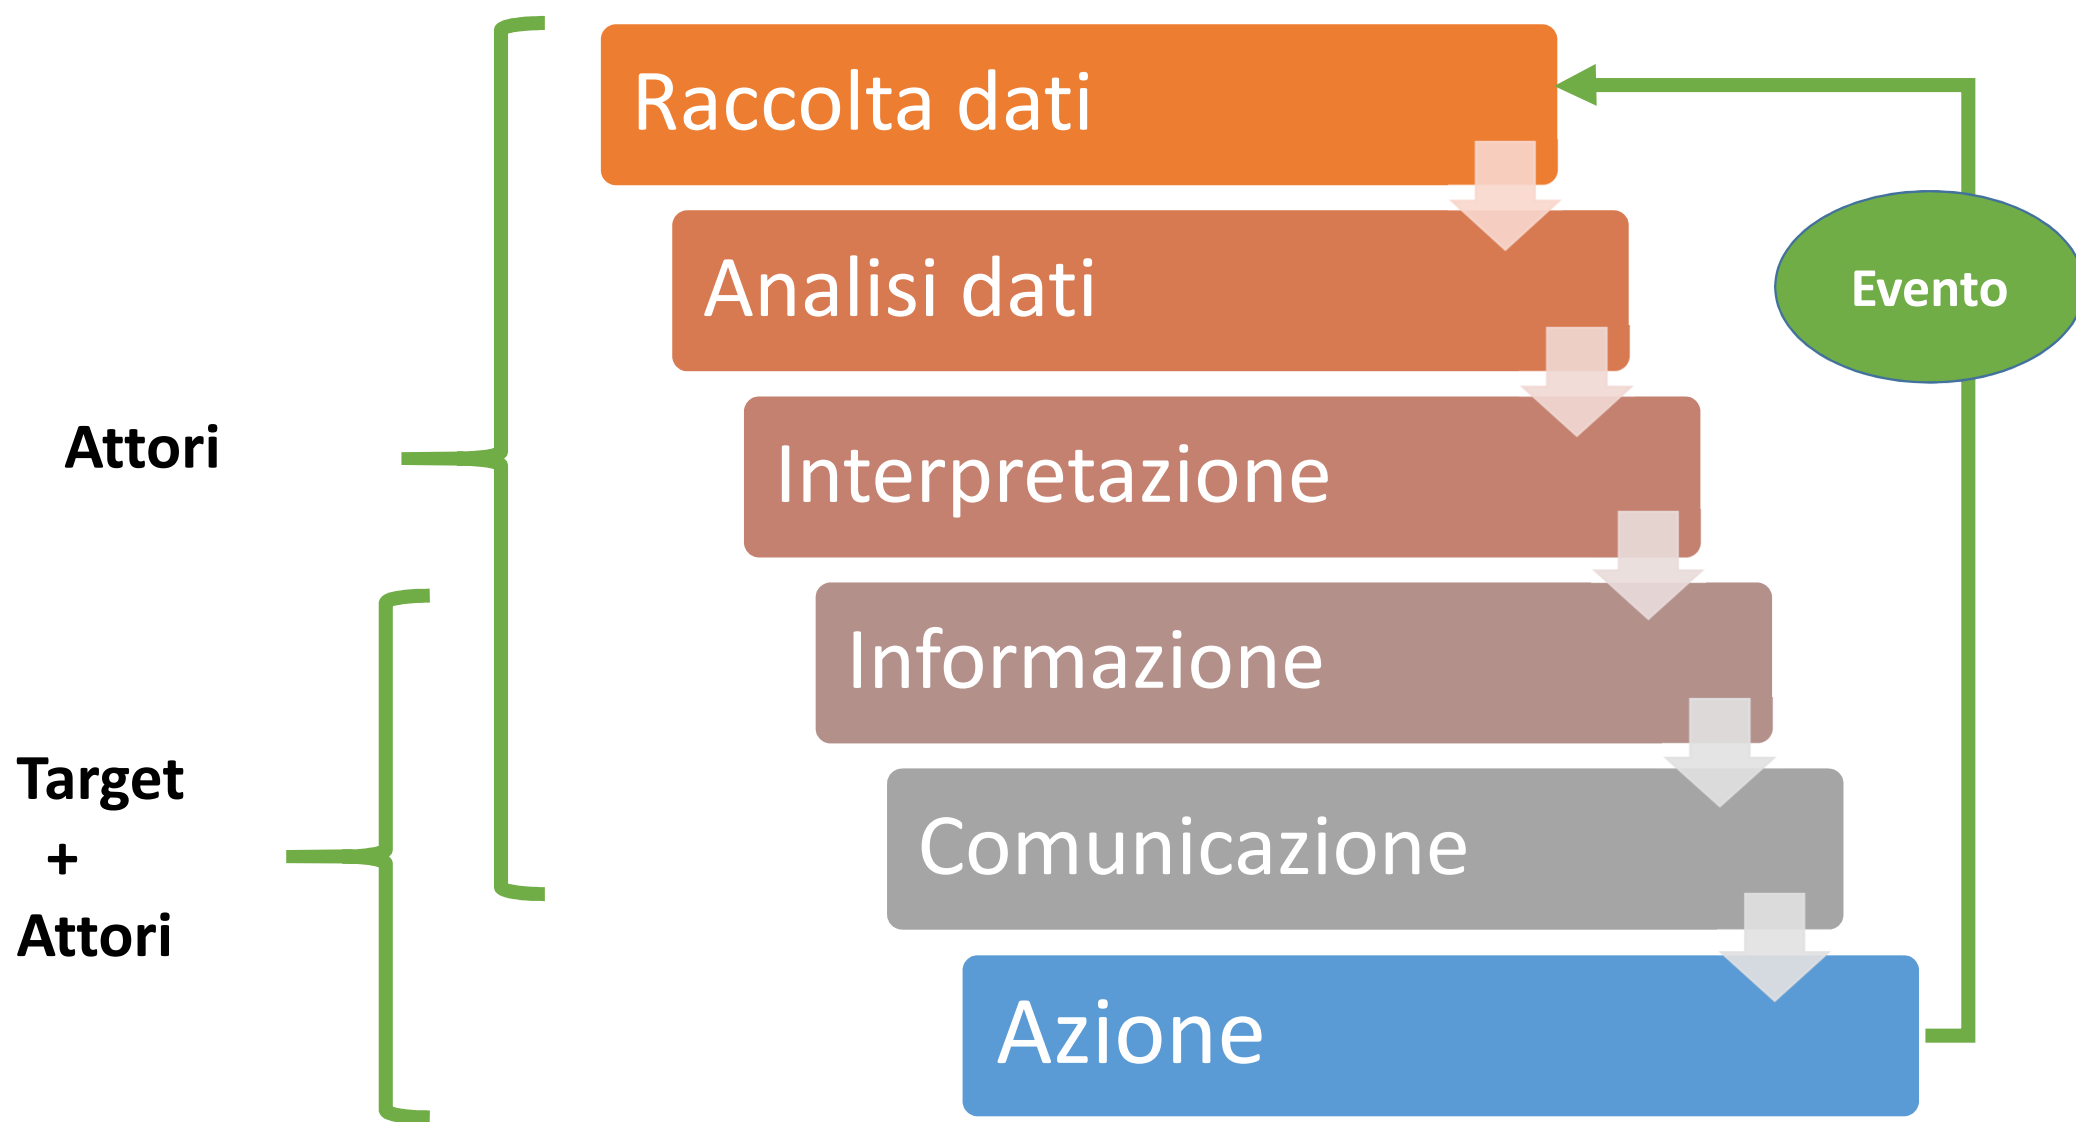 Raccolta dati
Analisi dati
Evento
Interpretazione
Attori
Informazione
Target
+
Attori
Comunicazione
Azione